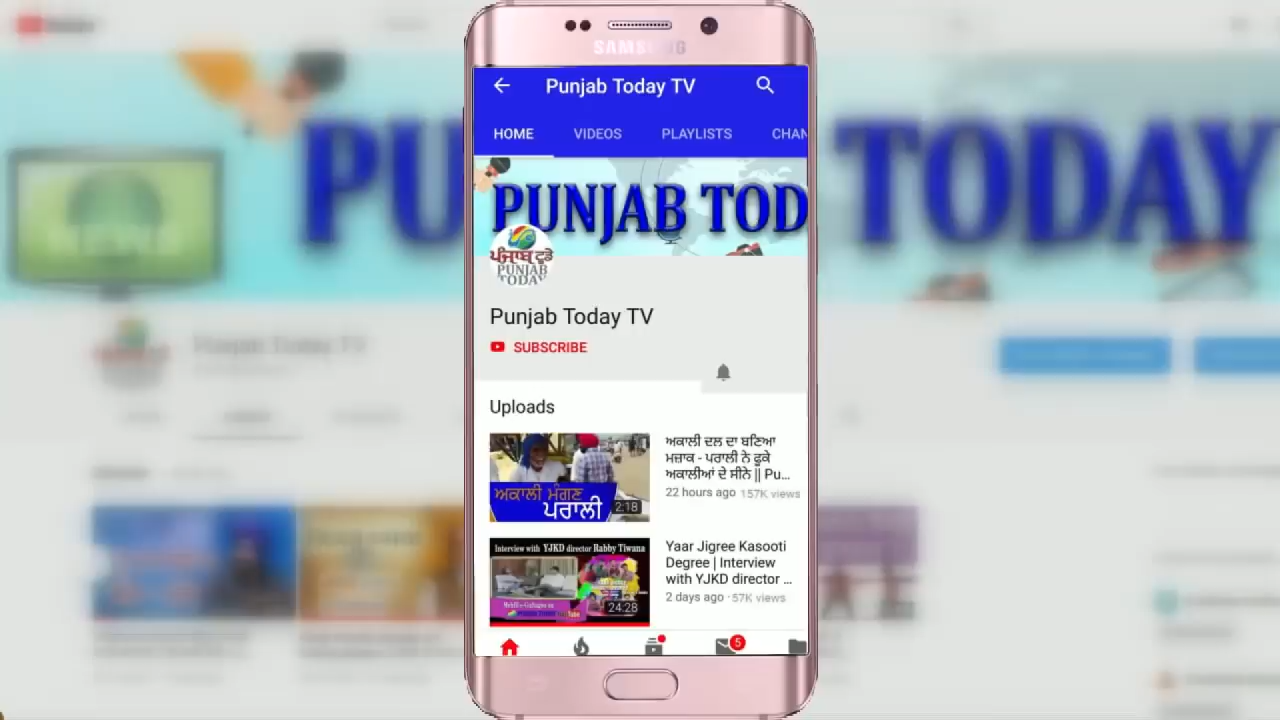 SAMSUNG
Punjab Today TV
HOME VIDEOS PLAYLISTS CHAN
PU
TODAY
PUNJAB TOD
ਪੰਜਾਬ ਟੂਡੇ
PUNJAB
TODAY
Punjab Today TV
SUBSCRIBE
Uploads
ਅਕਾਲੀ ਮੰਗਣ
ਪਰਾਲੀ
2:18
ਅਕਾਲੀ ਦਲ ਦਾ ਬਣਿਆ
ਮਜ਼ਾਕ - ਪਰਾਲੀ ਨੇ ਫੂਕੇ
ਅਕਾਲੀਆਂ ਦੇ ਸੀਨੇ || Pu...
22 hours ago 157K views
Interview with YJKD director Rabby Tiwana
24:28
Yaar Jigree Kasooti
Degree | Interview
with YJKD director ...
2 days ago · 57K views
5